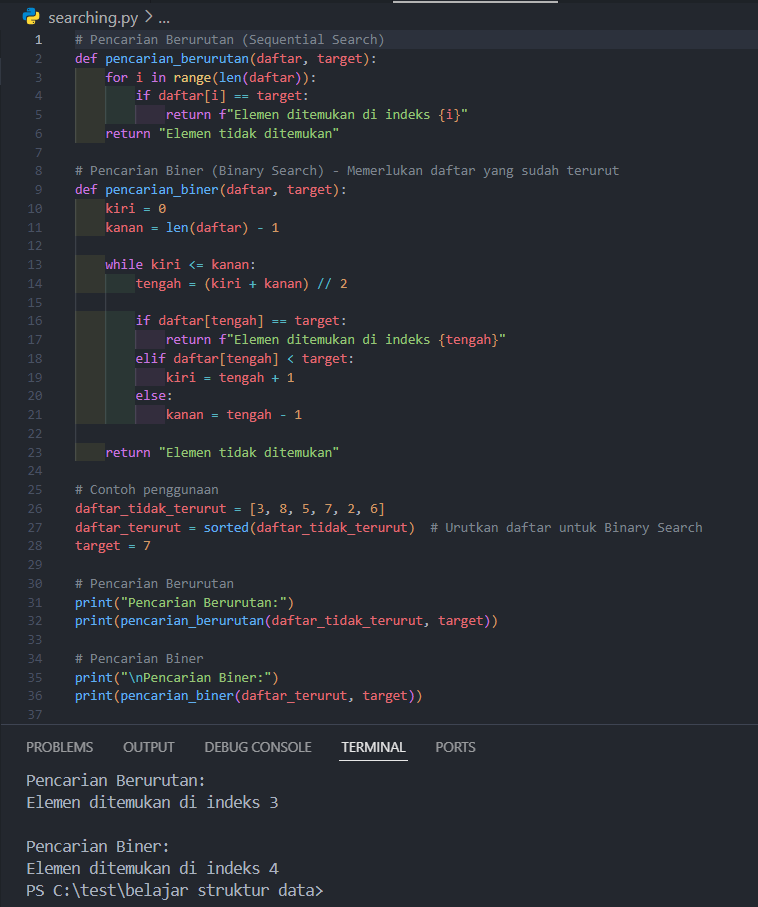 searching.py > ...
1 # Pencarian Berurutan (Sequential Search)
2 def pencarian_berurutan(daftar, target):
3     for i in range(len(daftar)):
4         if daftar[i] == target:
5             return f"Elemen ditemukan di indeks {i}"
6     return "Elemen tidak ditemukan"
7
8 # Pencarian Biner (Binary Search) - Memerlukan daftar yang sudah terurut
9 def pencarian_biner(daftar, target):
10     kiri = 0
11     kanan = len(daftar) - 1
12
13     while kiri <= kanan:
14         tengah = (kiri + kanan) // 2
15
16         if daftar[tengah] == target:
17             return f"Elemen ditemukan di indeks {tengah}"
18         elif daftar[tengah] < target:
19             kiri = tengah + 1
20         else:
21             kanan = tengah - 1
22
23     return "Elemen tidak ditemukan"
24
25 # Contoh penggunaan
26 daftar_tidak_terurut = [3, 8, 5, 7, 2, 6]
27 daftar_terurut = sorted(daftar_tidak_terurut)  # Urutkan daftar untuk Binary Search
28 target = 7
29
30 # Pencarian Berurutan
31 print("Pencarian Berurutan:")
32 print(pencarian_berurutan(daftar_tidak_terurut, target))
33
34 # Pencarian Biner
35 print("\nPencarian Biner:")
36 print(pencarian_biner(daftar_terurut, target))
37
PROBLEMS OUTPUT DEBUG CONSOLE TERMINAL PORTS
Pencarian Berurutan:
Elemen ditemukan di indeks 3
Pencarian Biner:
Elemen ditemukan di indeks 4
PS C:\test\belajar struktur data>